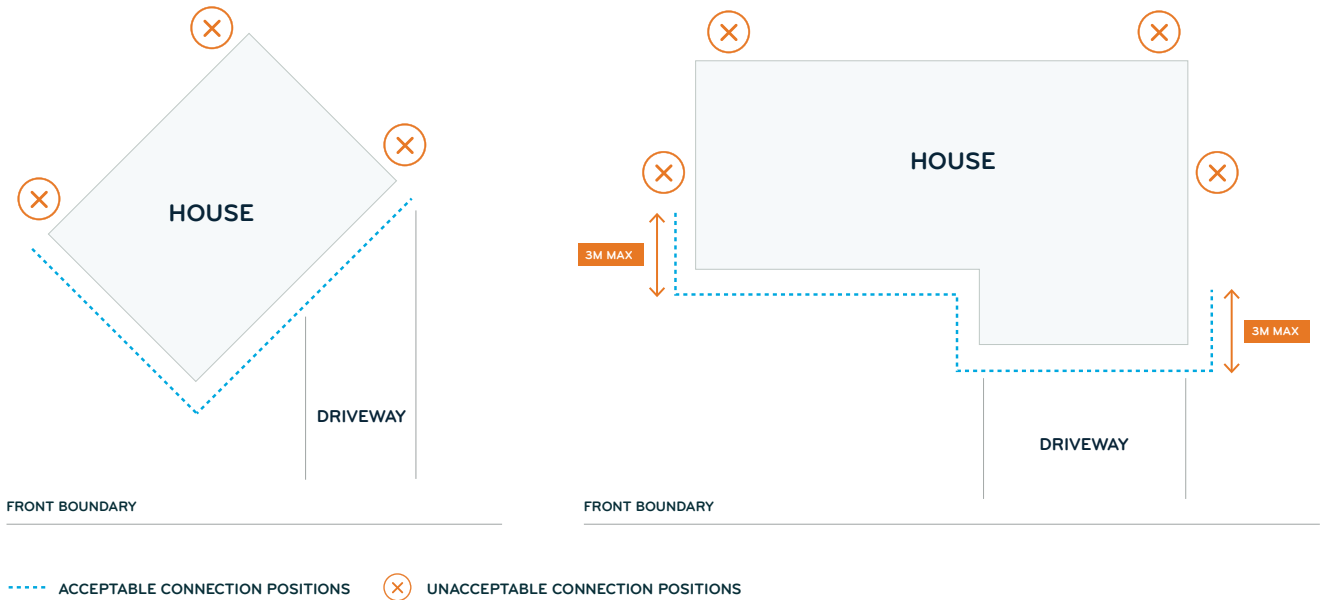 HOUSE
DRIVEWAY
FRONT BOUNDARY
HOUSE
3M MAX
3M MAX
DRIVEWAY
FRONT BOUNDARY
ACCEPTABLE CONNECTION POSITIONS
UNACCEPTABLE CONNECTION POSITIONS